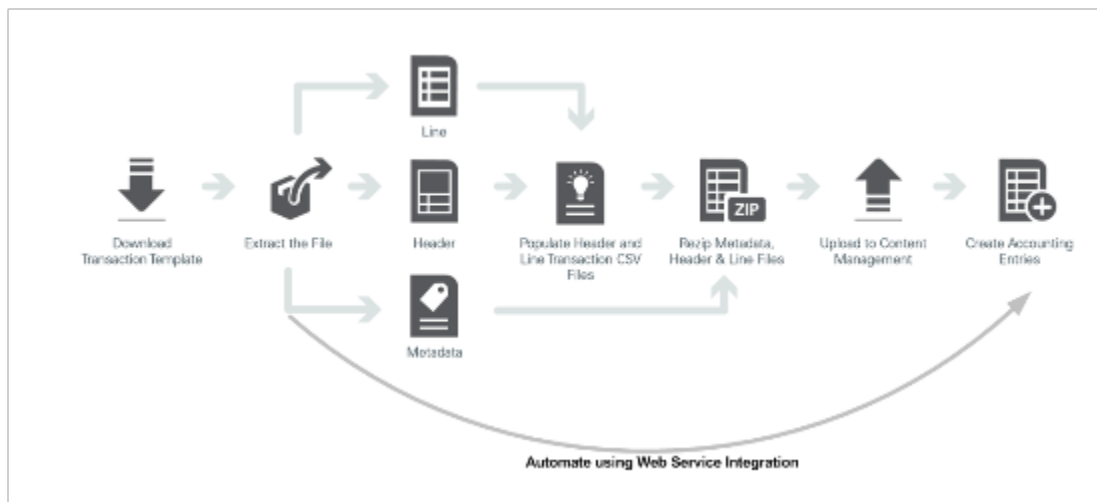 Line
Download
Transaction Template
Extract the File
Header
Populate Header and
Line Transaction CSV
Files
ZIP
Rezip Metadata,
Header & Line Files
Upload to Content
Management
Create Accounting
Entries
Metadata
Automate using Web Service Integration